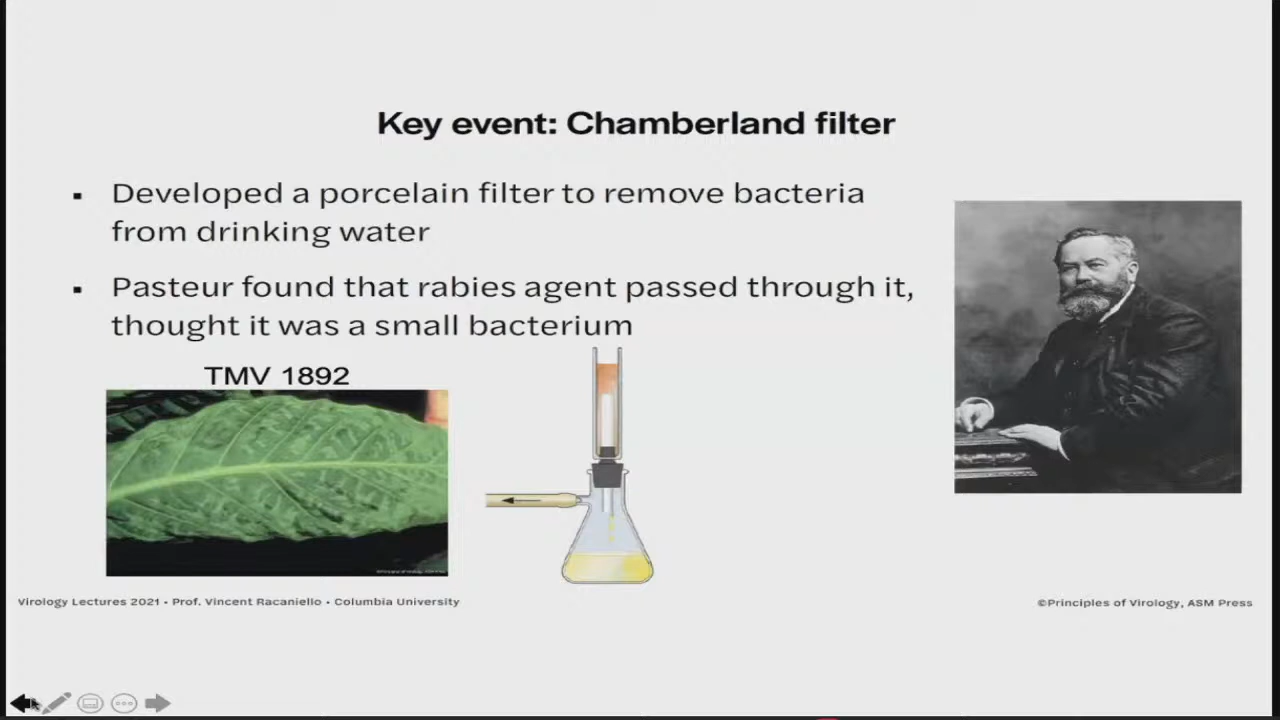 Key event: Chamberland filter
▪ Developed a porcelain filter to remove bacteria
from drinking water
▪ Pasteur found that rabies agent passed through it,
thought it was a small bacterium
TMV 1892
Virology Lectures 2021 • Prof. Vincent Racaniello • Columbia University
©Principles of Virology, ASM Press